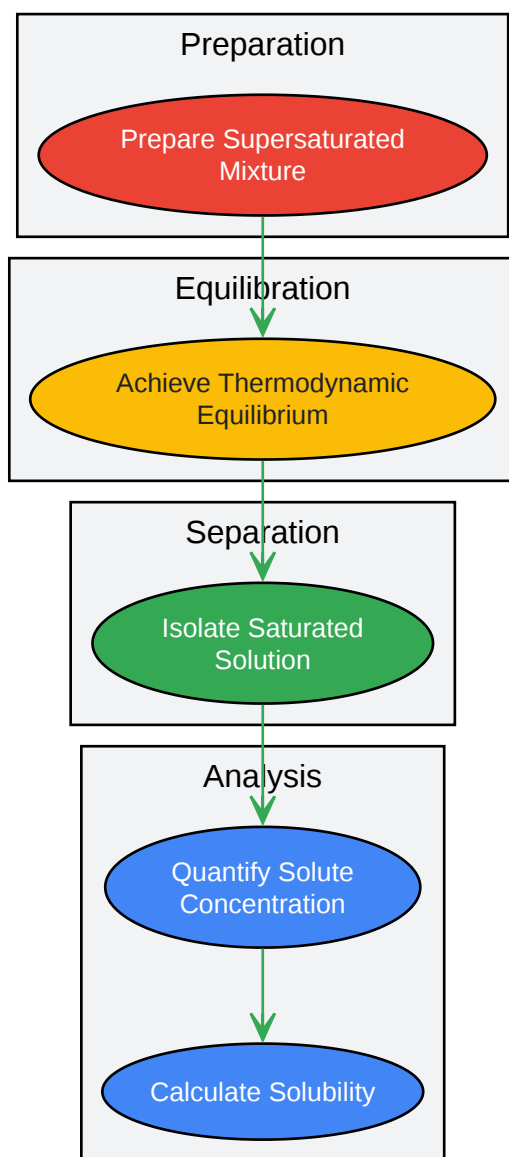 Preparation
Prepare Supersaturated
Mixture
Equilibration
Achieve Thermodynamic
Equilibrium
Separation
Isolate Saturated
Solution
Analysis
Quantify Solute
Concentration
Calculate Solubility